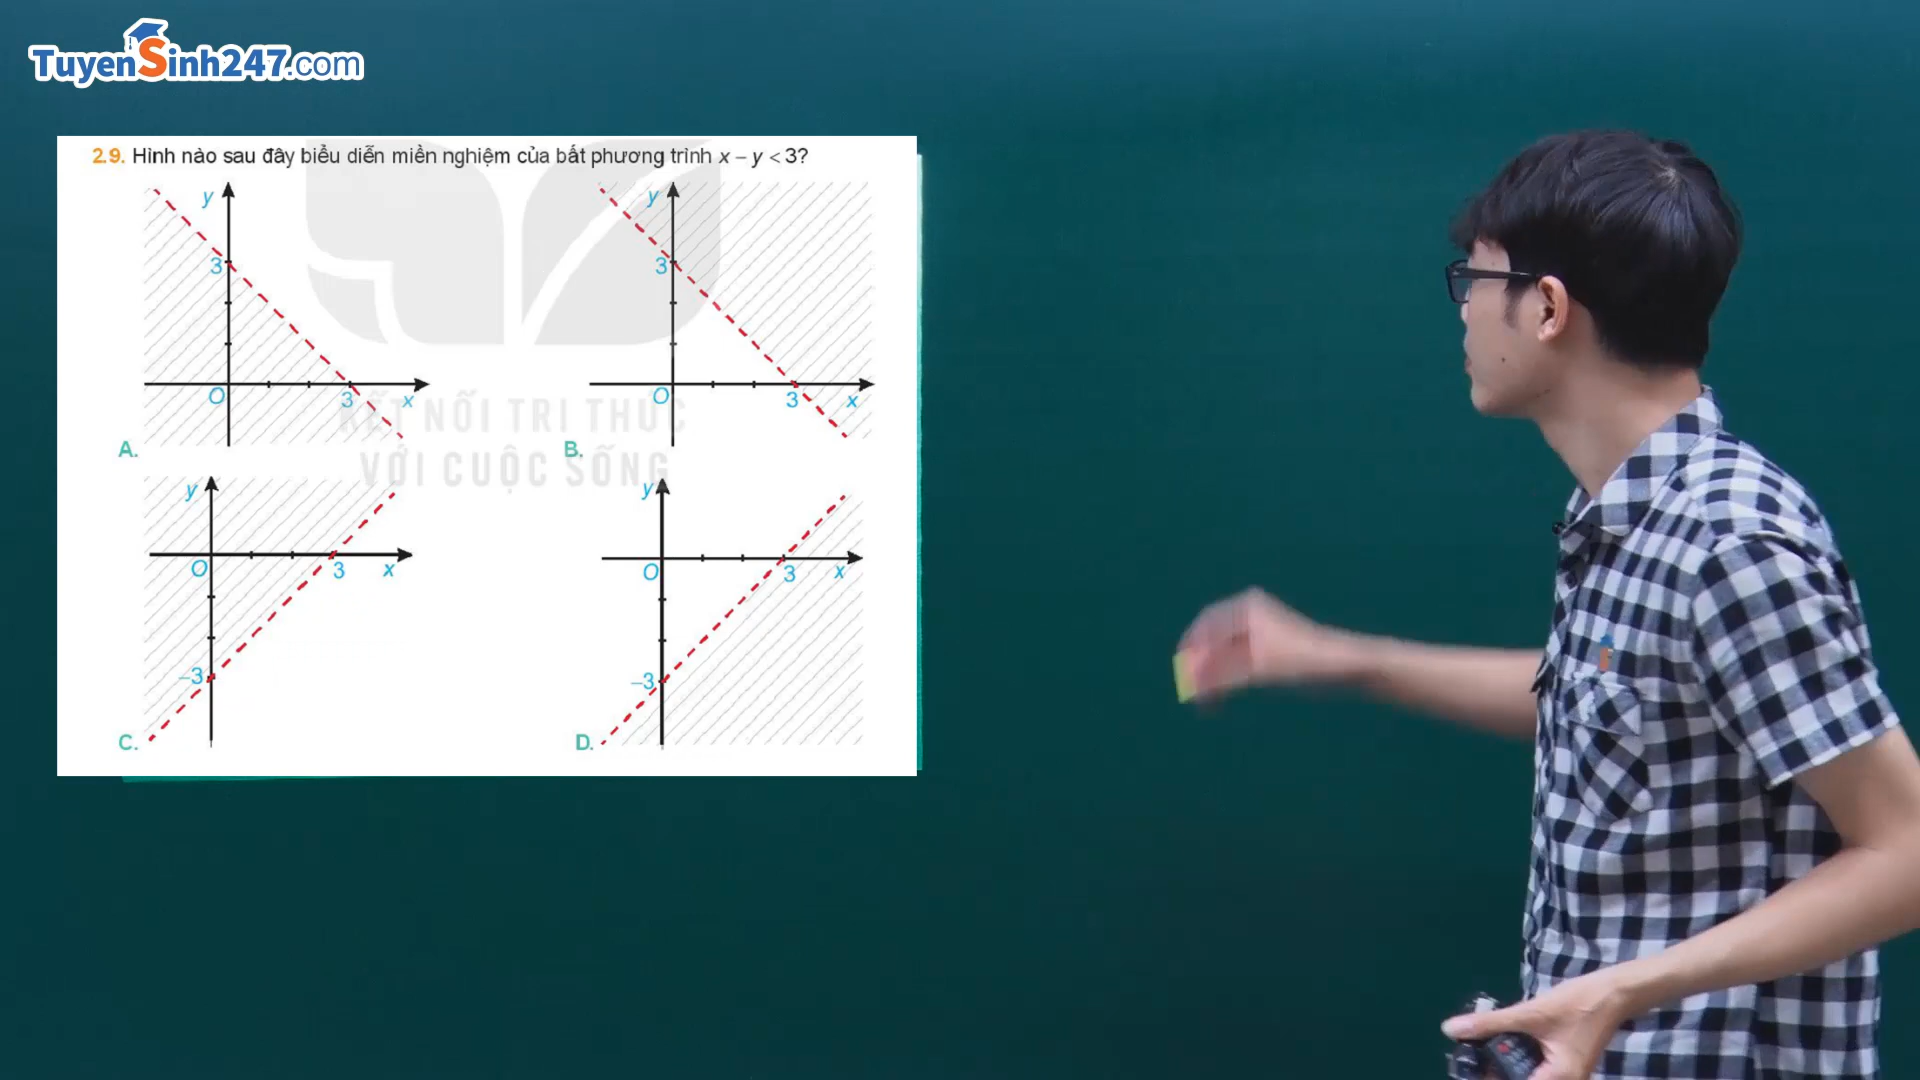 TuyenSinh247.com
2.9. Hình nào sau đây biểu diễn miền nghiệm của bất phương trình x – y < 3?
y
3
O
3
x
A.
y
3
O
3
x
B.
KẾT NỐI TRI THỨC
VỚI CUỘC SỐNG
y
O
3
x
–3
C.
y
O
3
x
–3
D.